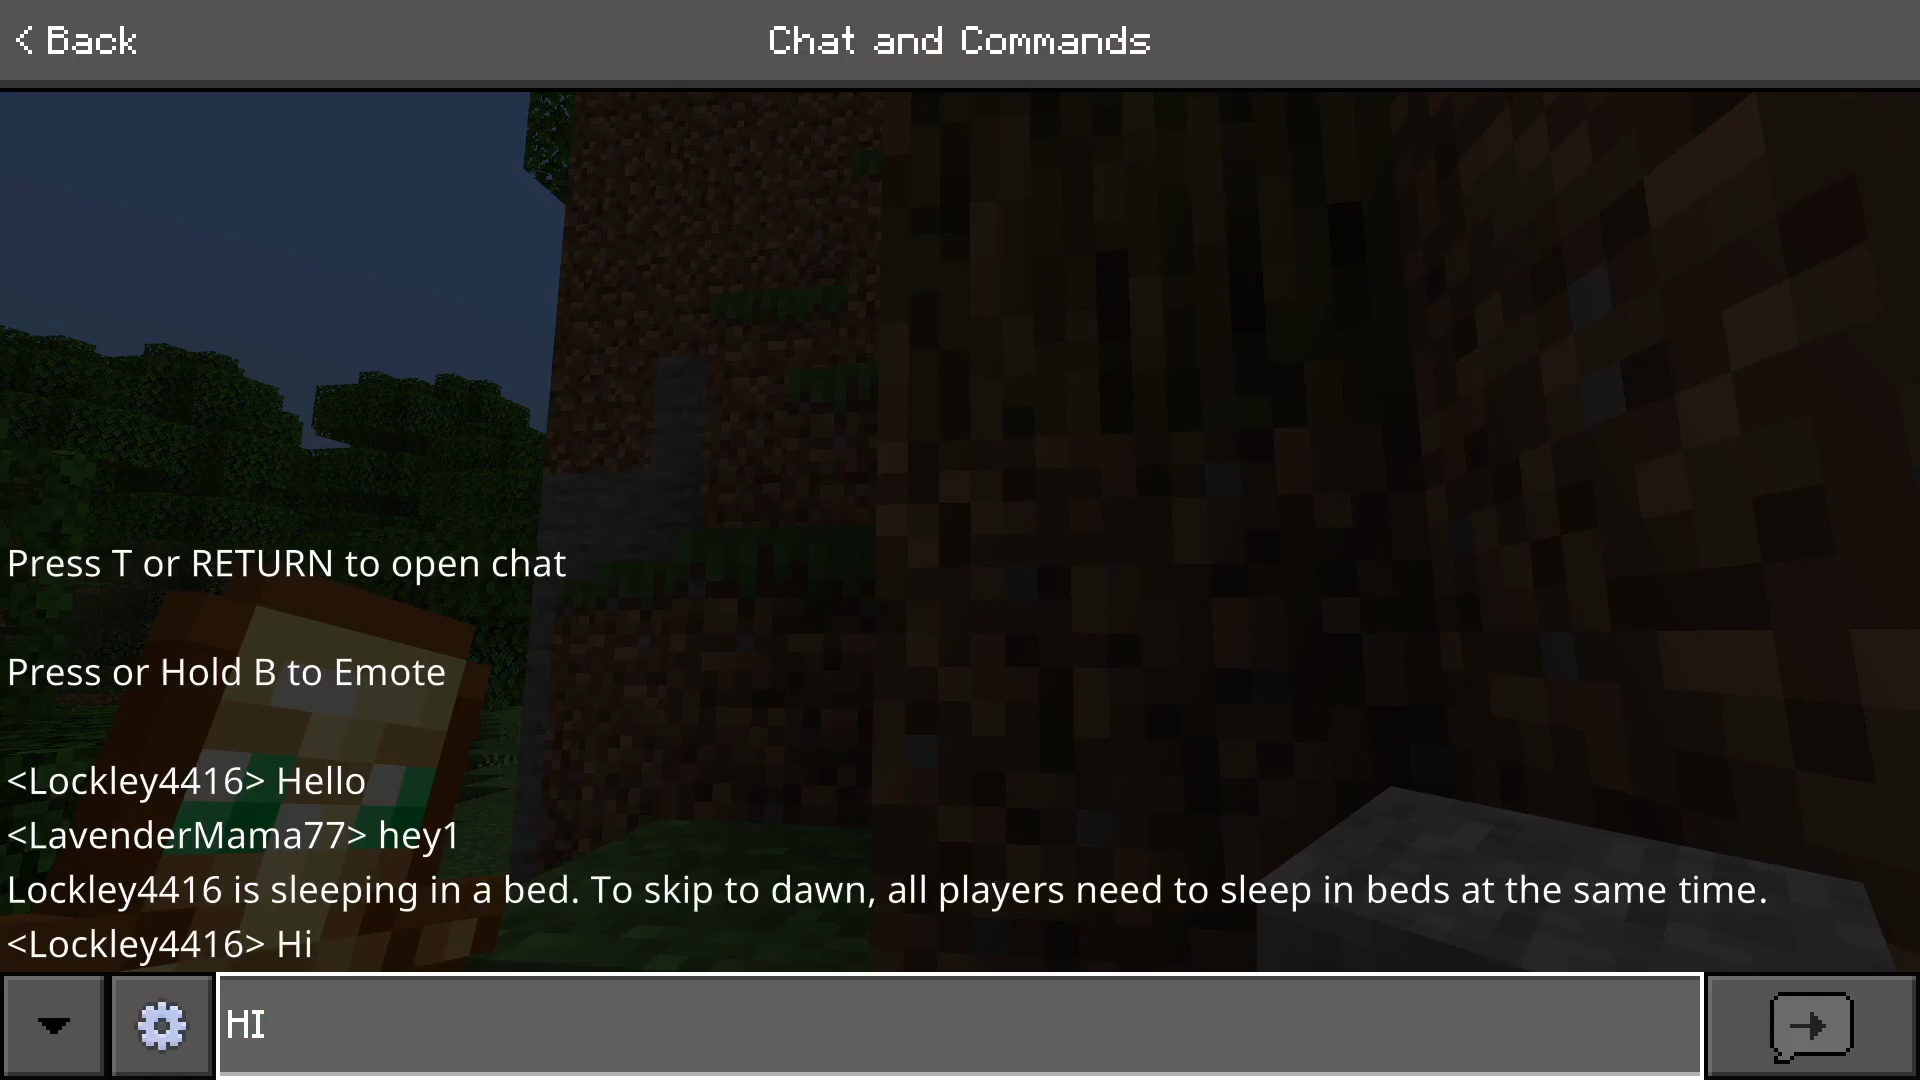 < Back
Chat and Commands
Press T or RETURN to open chat
Press or Hold B to Emote
<Lockley4416> Hello
<LavenderMama77> hey1
Lockley4416 is sleeping in a bed. To skip to dawn, all players need to sleep in beds at the same time.
<Lockley4416> Hi
HI